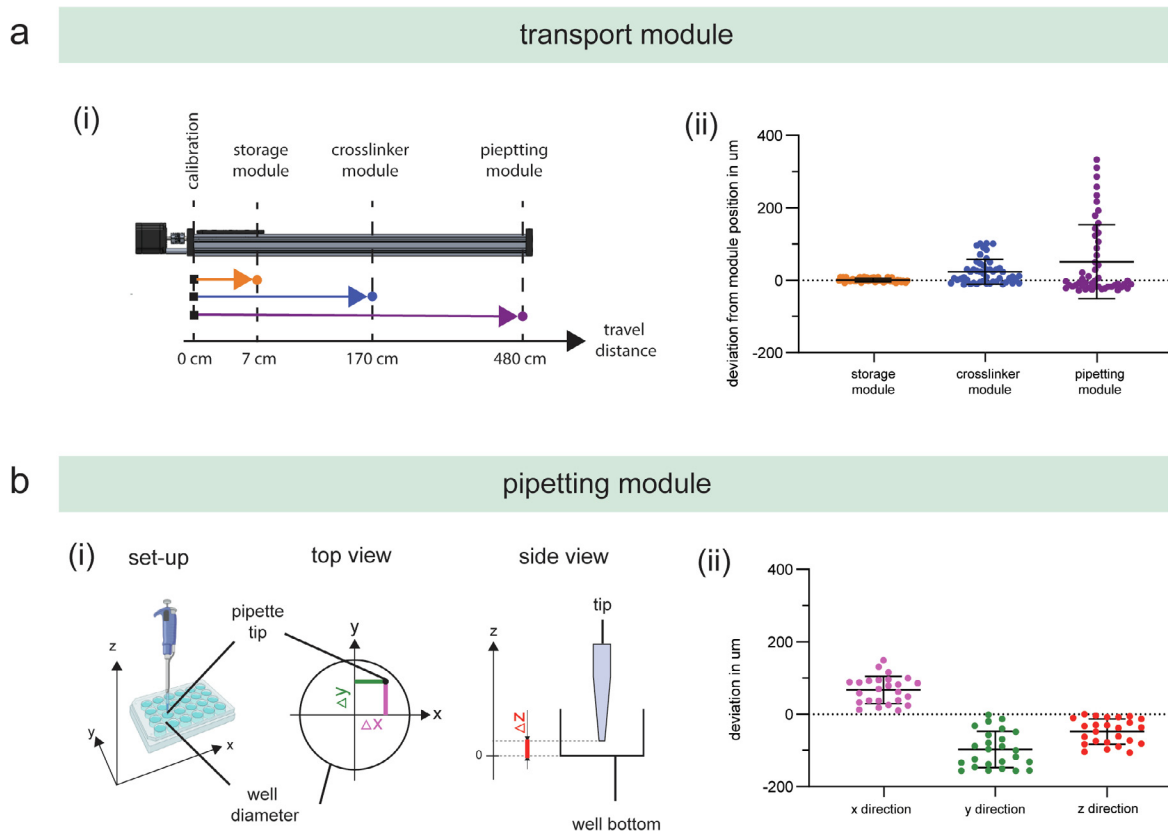 a
transport module
(i)
calibration
storage
module
crosslinker
module
pieptting
module
0 cm
7 cm
170 cm
480 cm
travel
distance
(ii)
deviation from module position in um
400
200
0
-200
storage
module
crosslinker
module
pipetting
module
b
pipetting module
(i)
set-up
top view
side view
pipette
tip
z
y
x
well
diameter
y
Δy
Δx
x
tip
z
Δz
0
well bottom
(ii)
deviation in um
400
200
0
-200
x direction
y direction
z direction